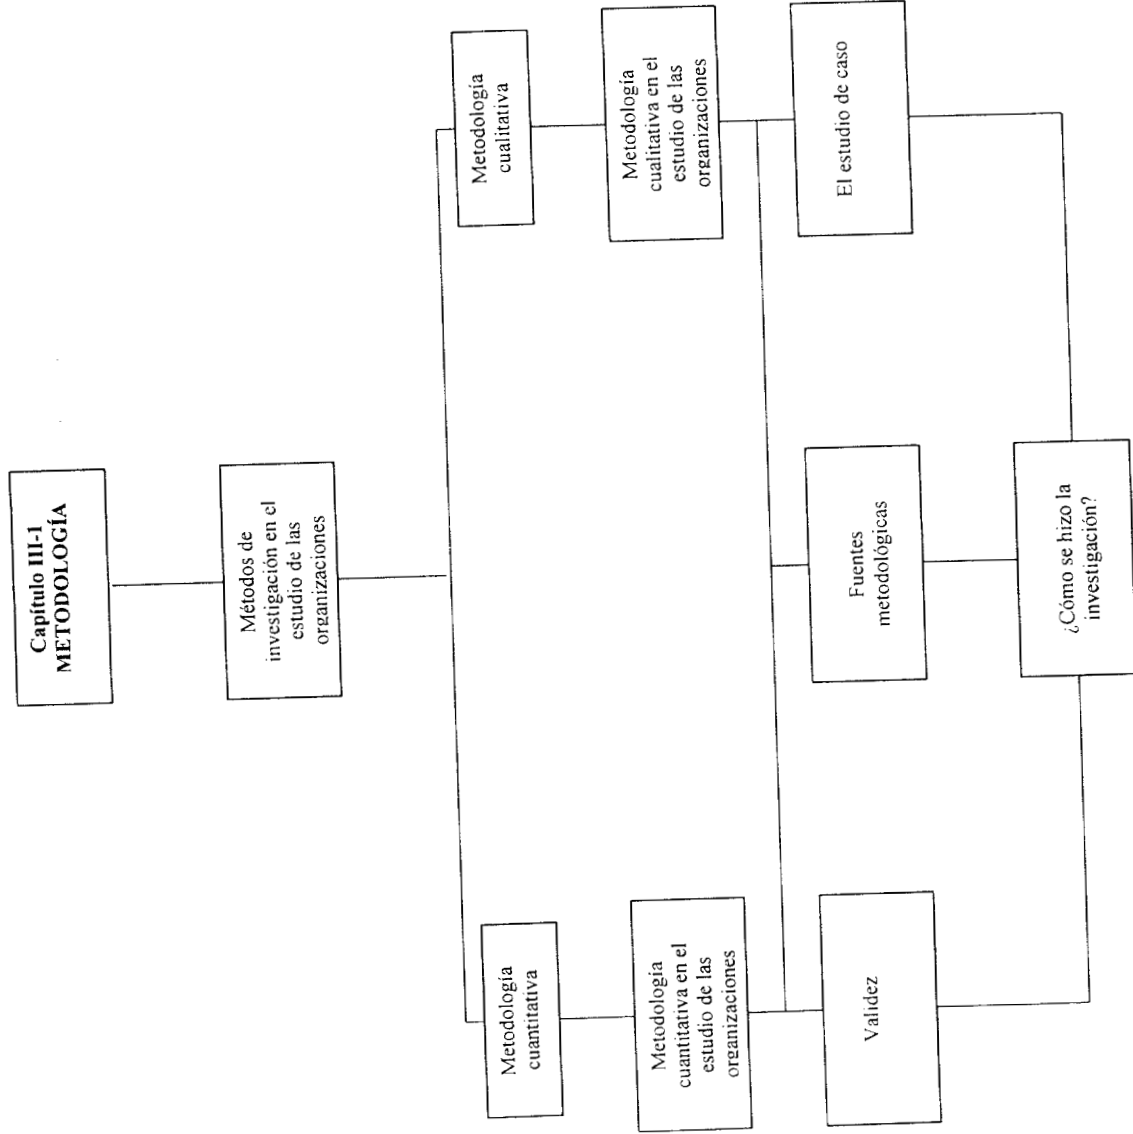 Capítulo III-1
METODOLOGÍA
Métodos de
investigación en el
estudio de las
organizaciones
Metodología
cuantitativa
Metodología
cualitativa
Metodología
cuantitativa en el
estudio de las
organizaciones
Metodología
cualitativa en el
estudio de las
organizaciones
Validez
Fuentes
metodológicas
El estudio de caso
¿Cómo se hizo la
investigación?